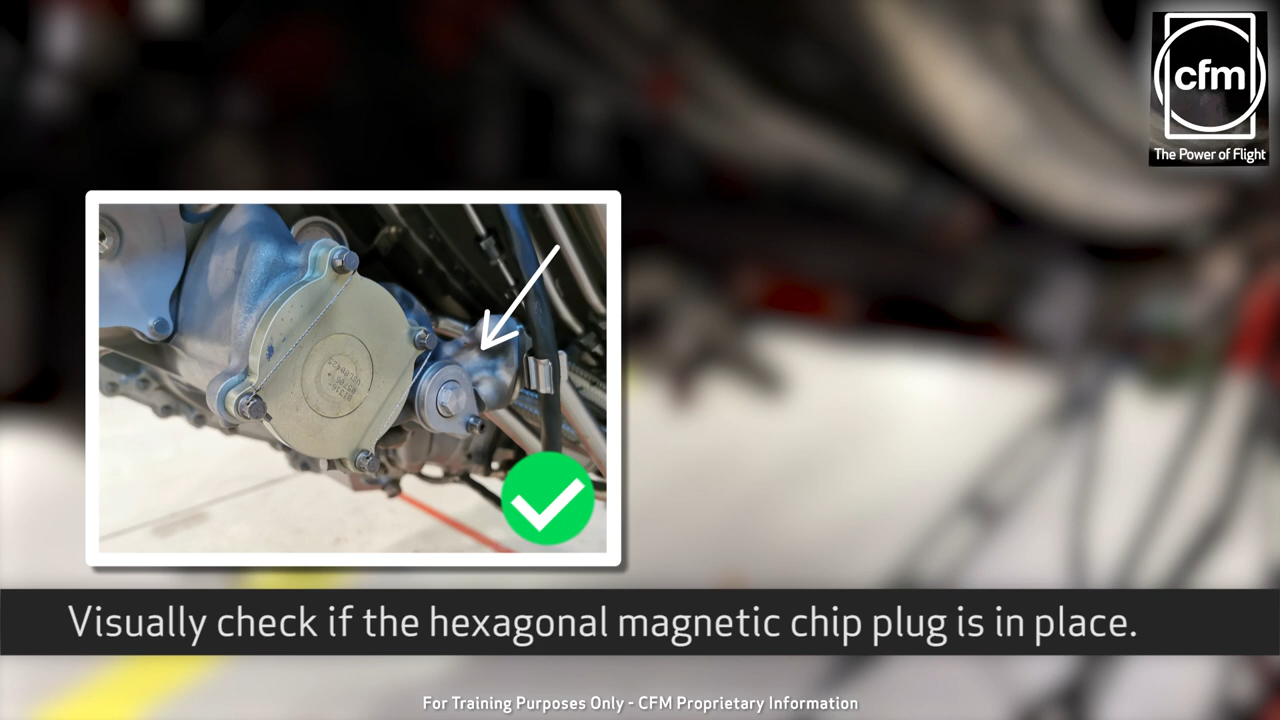 cfm
The Power of Flight
Visually check if the hexagonal magnetic chip plug is in place.
For Training Purposes Only - CFM Proprietary Information